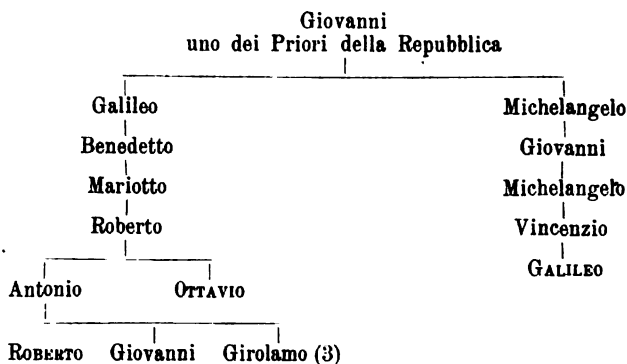 Giovanni
uno dei Priori della Repubblica
Galileo Michelangelo
Benedetto Giovanni
Mariotto Michelangelo
Roberto Vincenzio
GALILEO
Antonio OTTAVIO
ROBERTO Giovanni Girolamo (3)